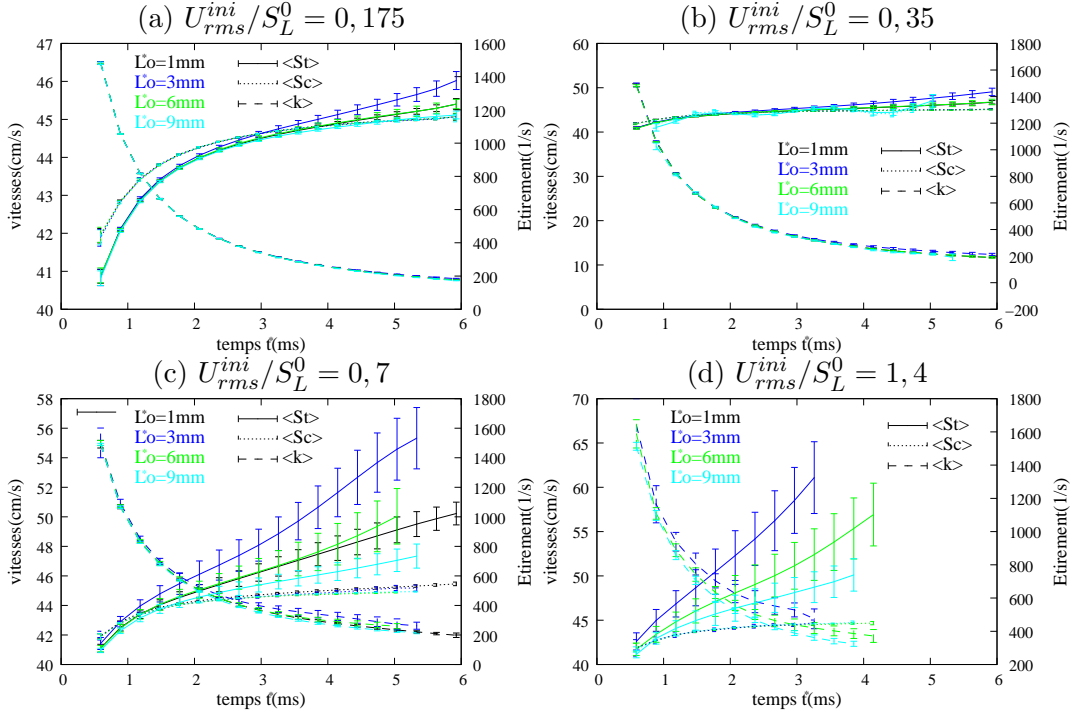 (a) U_{rms}^{ini}/S_L^0 = 0, 175
47
46
45
44
43
42
41
40
vitesses(cm/s)
1600
1400
1200
1000
800
600
400
200
0
Etirement(1/s)
0 1 2 3 4 5 6
temps t*(ms)
L*o=1mm
L*o=3mm
L*o=6mm
L*o=9mm
<St>
<Sc>
<k>
(b) U_{rms}^{ini}/S_L^0 = 0, 35
60
50
40
30
20
10
0
vitesses(cm/s)
1800
1600
1400
1200
1000
800
600
400
200
0
−200
Etirement(1/s)
0 1 2 3 4 5 6
temps t*(ms)
L*o=1mm
L*o=3mm
L*o=6mm
L*o=9mm
<St>
<Sc>
<k>
(c) U_{rms}^{ini}/S_L^0 = 0, 7
58
56
54
52
50
48
46
44
42
40
vitesses(cm/s)
1800
1600
1400
1200
1000
800
600
400
200
0
Etirement(1/s)
0 1 2 3 4 5 6
temps t*(ms)
L*o=1mm
L*o=3mm
L*o=6mm
L*o=9mm
<St>
<Sc>
<k>
(d) U_{rms}^{ini}/S_L^0 = 1, 4
70
65
60
55
50
45
40
vitesses(cm/s)
1800
1600
1400
1200
1000
800
600
400
200
Etirement(1/s)
0 1 2 3 4 5 6
temps t*(ms)
L*o=1mm
L*o=3mm
L*o=6mm
L*o=9mm
<St>
<Sc>
<k>